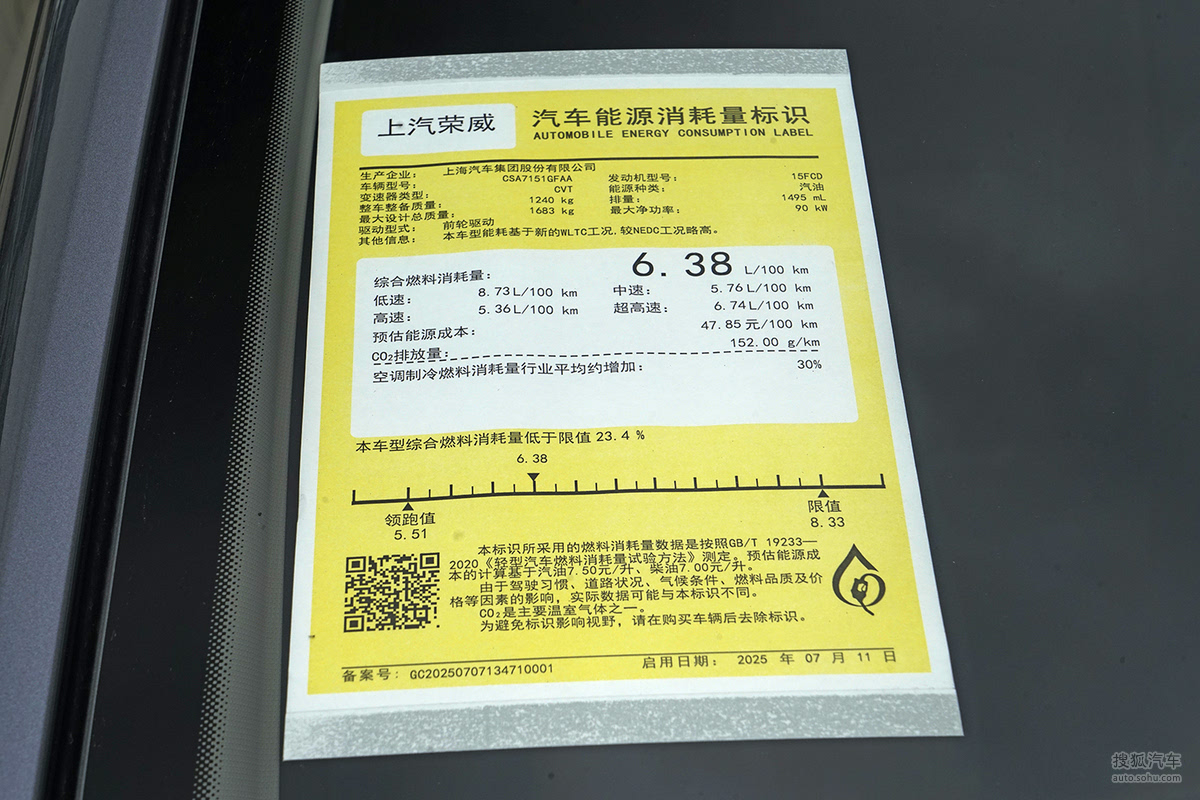 上汽荣威
汽车能源消耗量标识
AUTOMOBILE ENERGY CONSUMPTION LABEL
生产企业: 上海汽车集团股份有限公司
车辆型号: CSA7151GFAA 发动机型号: 15FCD
变速器类型: CVT 能源种类: 汽油
整车整备质量: 1240 kg 排量: 1495 mL
最大设计总质量: 1683 kg 最大净功率: 90 kW
驱动型式: 前轮驱动
其他信息: 本车型能耗基于新的WLTC工况,较NEDC工况略高。
综合燃料消耗量: 6.38 L/100 km
低速: 8.73L/100 km 中速: 5.76L/100 km
高速: 5.36L/100 km 超高速: 6.74L/100 km
预估能源成本: 47.85元/100 km
CO₂排放量: 152.00 g/km
空调制冷燃料消耗量行业平均约增加: 30%
本车型综合燃料消耗量低于限值 23.4 %
6.38
领跑值 限值
5.51 8.33
本标识所采用的燃料消耗量数据是按照GB/T 19233—
2020《轻型汽车燃料消耗量试验方法》测定。预估能源成
本的计算基于汽油7.50元/升、柴油7.00元/升。
由于驾驶习惯、道路状况、气候条件、燃料品质及价
格等因素的影响，实际数据可能与本标识不同。
CO₂是主要温室气体之一。
为避免标识影响视野，请在购买车辆后去除标识。
备案号: GC20250707134710001 启用日期: 2025 年 07 月 11 日
搜狐汽车
auto.sohu.com